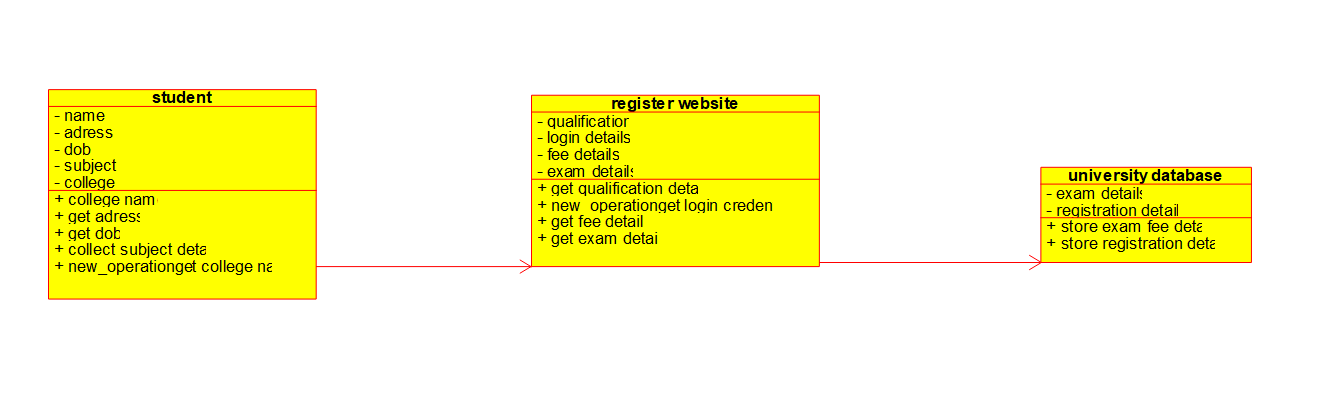 student
- name
- adress
- dob
- subject
- college
+ college nam
+ get adress
+ get dob
+ collect subject deta
+ new_operationget college na
register website
- qualification
- login details
- fee details
- exam details
+ get qualification deta
+ new_operationget login creden
+ get fee detail
+ get exam detai
university database
- exam details
- registration detail
+ store exam fee deta
+ store registration deta